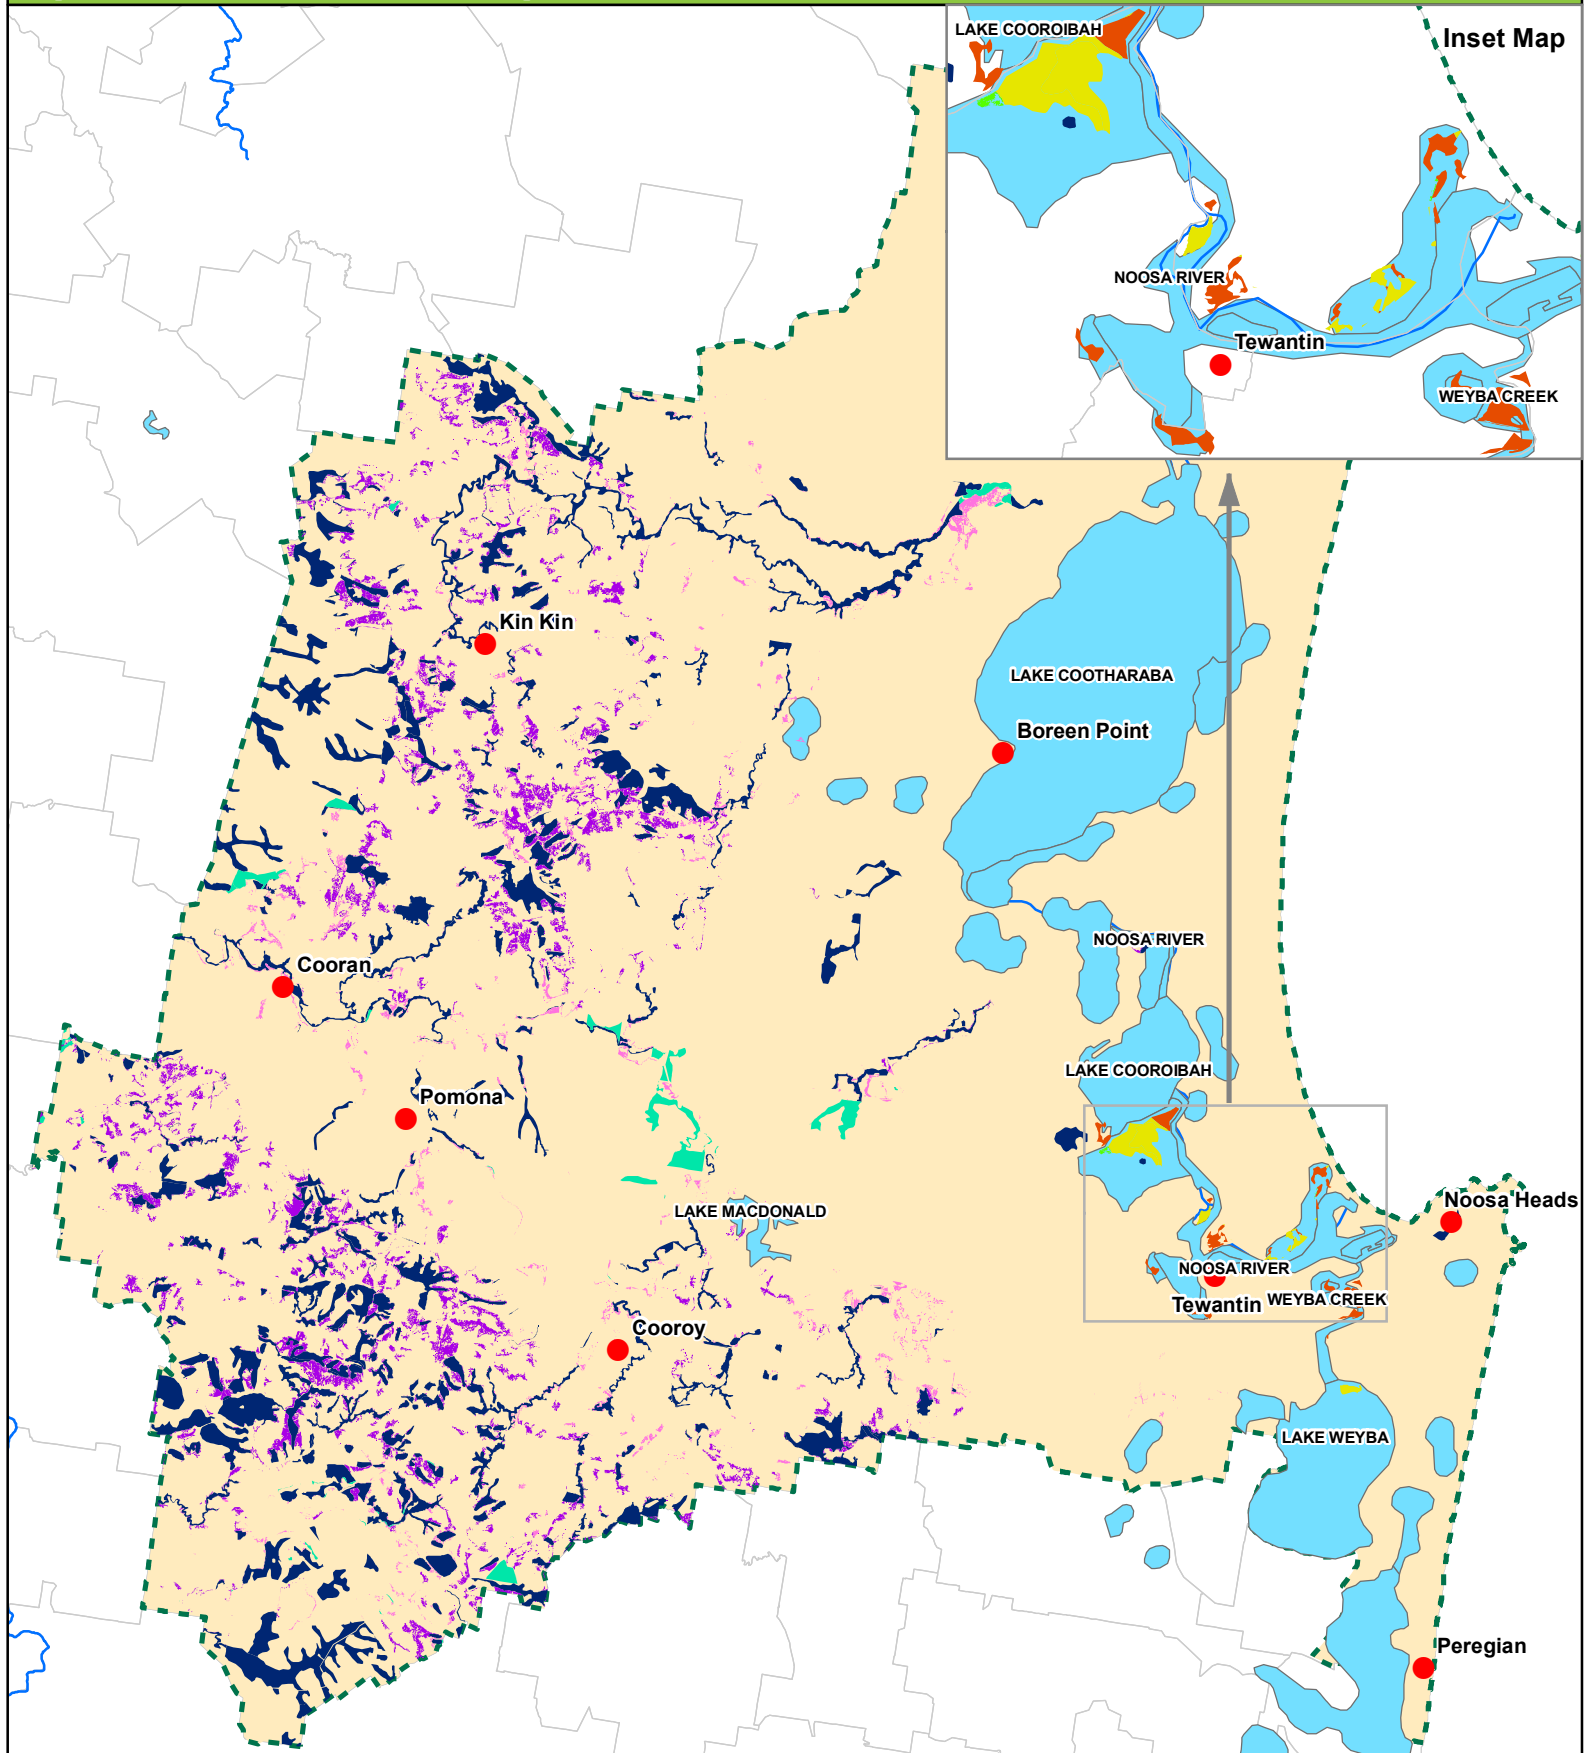 LAKE COOROIBAH
Inset Map
NOOSA RIVER
Tewantin
WEYBA CREEK
Kin Kin
LAKE COOTHARABA
Boreen Point
NOOSA RIVER
Cooran
LAKE COOROIBAH
Pomona
Noosa Heads
LAKE MACDONALD
NOOSA RIVER
Tewantin
WEYBA CREEK
Cooroy
LAKE WEYBA
Peregian